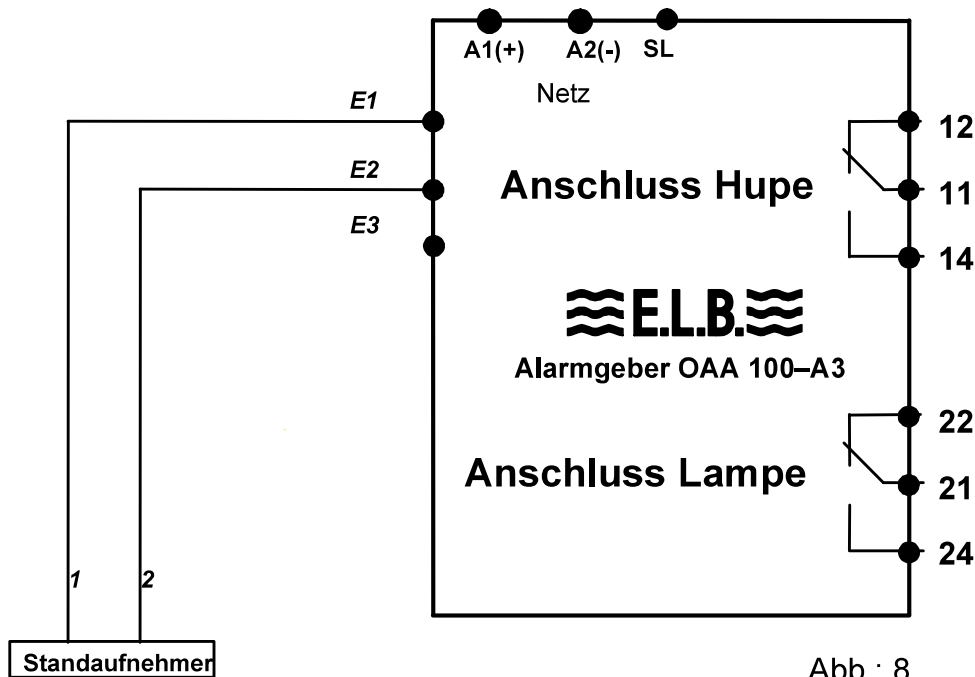 A1(+) A2(-) SL
Netz
E1
12
E2
Anschluss Hupe
11
E3
14
E.L.B.
Alarmgeber OAA 100–A3
22
Anschluss Lampe
21
24
1 2
Standaufnehmer
Abb.: 8